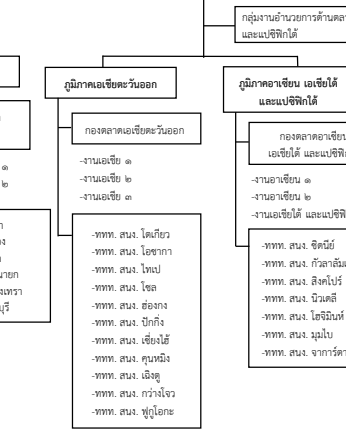 กลุ่มงานอำนวยการด้านตลา
และแปซิฟิกใต้
ภูมิภาคเอเชียตะวันออก
ภูมิภาคอาเซียน เอเชียใต้
และแปซิฟิกใต้
กองตลาดเอเชียตะวันออก
กองตลาดอาเซียน
เอเชียใต้ และแปซิฟิก
-งานเอเชีย ๑
-งานเอเชีย ๒
-งานเอเชีย ๓
-งานอาเซียน ๑
-งานอาเซียน ๒
-งานเอเชียใต้ และแปซิฟิ
๑
๒
นายก
งเทรา
บุรี
-ททท. สนง. โตเกียว
-ททท. สนง. โอซากา
-ททท. สนง. ไทเป
-ททท. สนง. โซล
-ททท. สนง. ฮ่องกง
-ททท. สนง. ปักกิ่ง
-ททท. สนง. เซี่ยงไฮ้
-ททท. สนง. คุนหมิง
-ททท. สนง. เฉิงตู
-ททท. สนง. กว่างโจว
-ททท. สนง. ฟูกูโอกะ
-ททท. สนง. ซิดนีย์
-ททท. สนง. กัวลาลัมเ
-ททท. สนง. สิงคโปร์
-ททท. สนง. นิวเดลี
-ททท. สนง. โฮจิมินห์
-ททท. สนง. มุมไบ
-ททท. สนง. จาการ์ตา